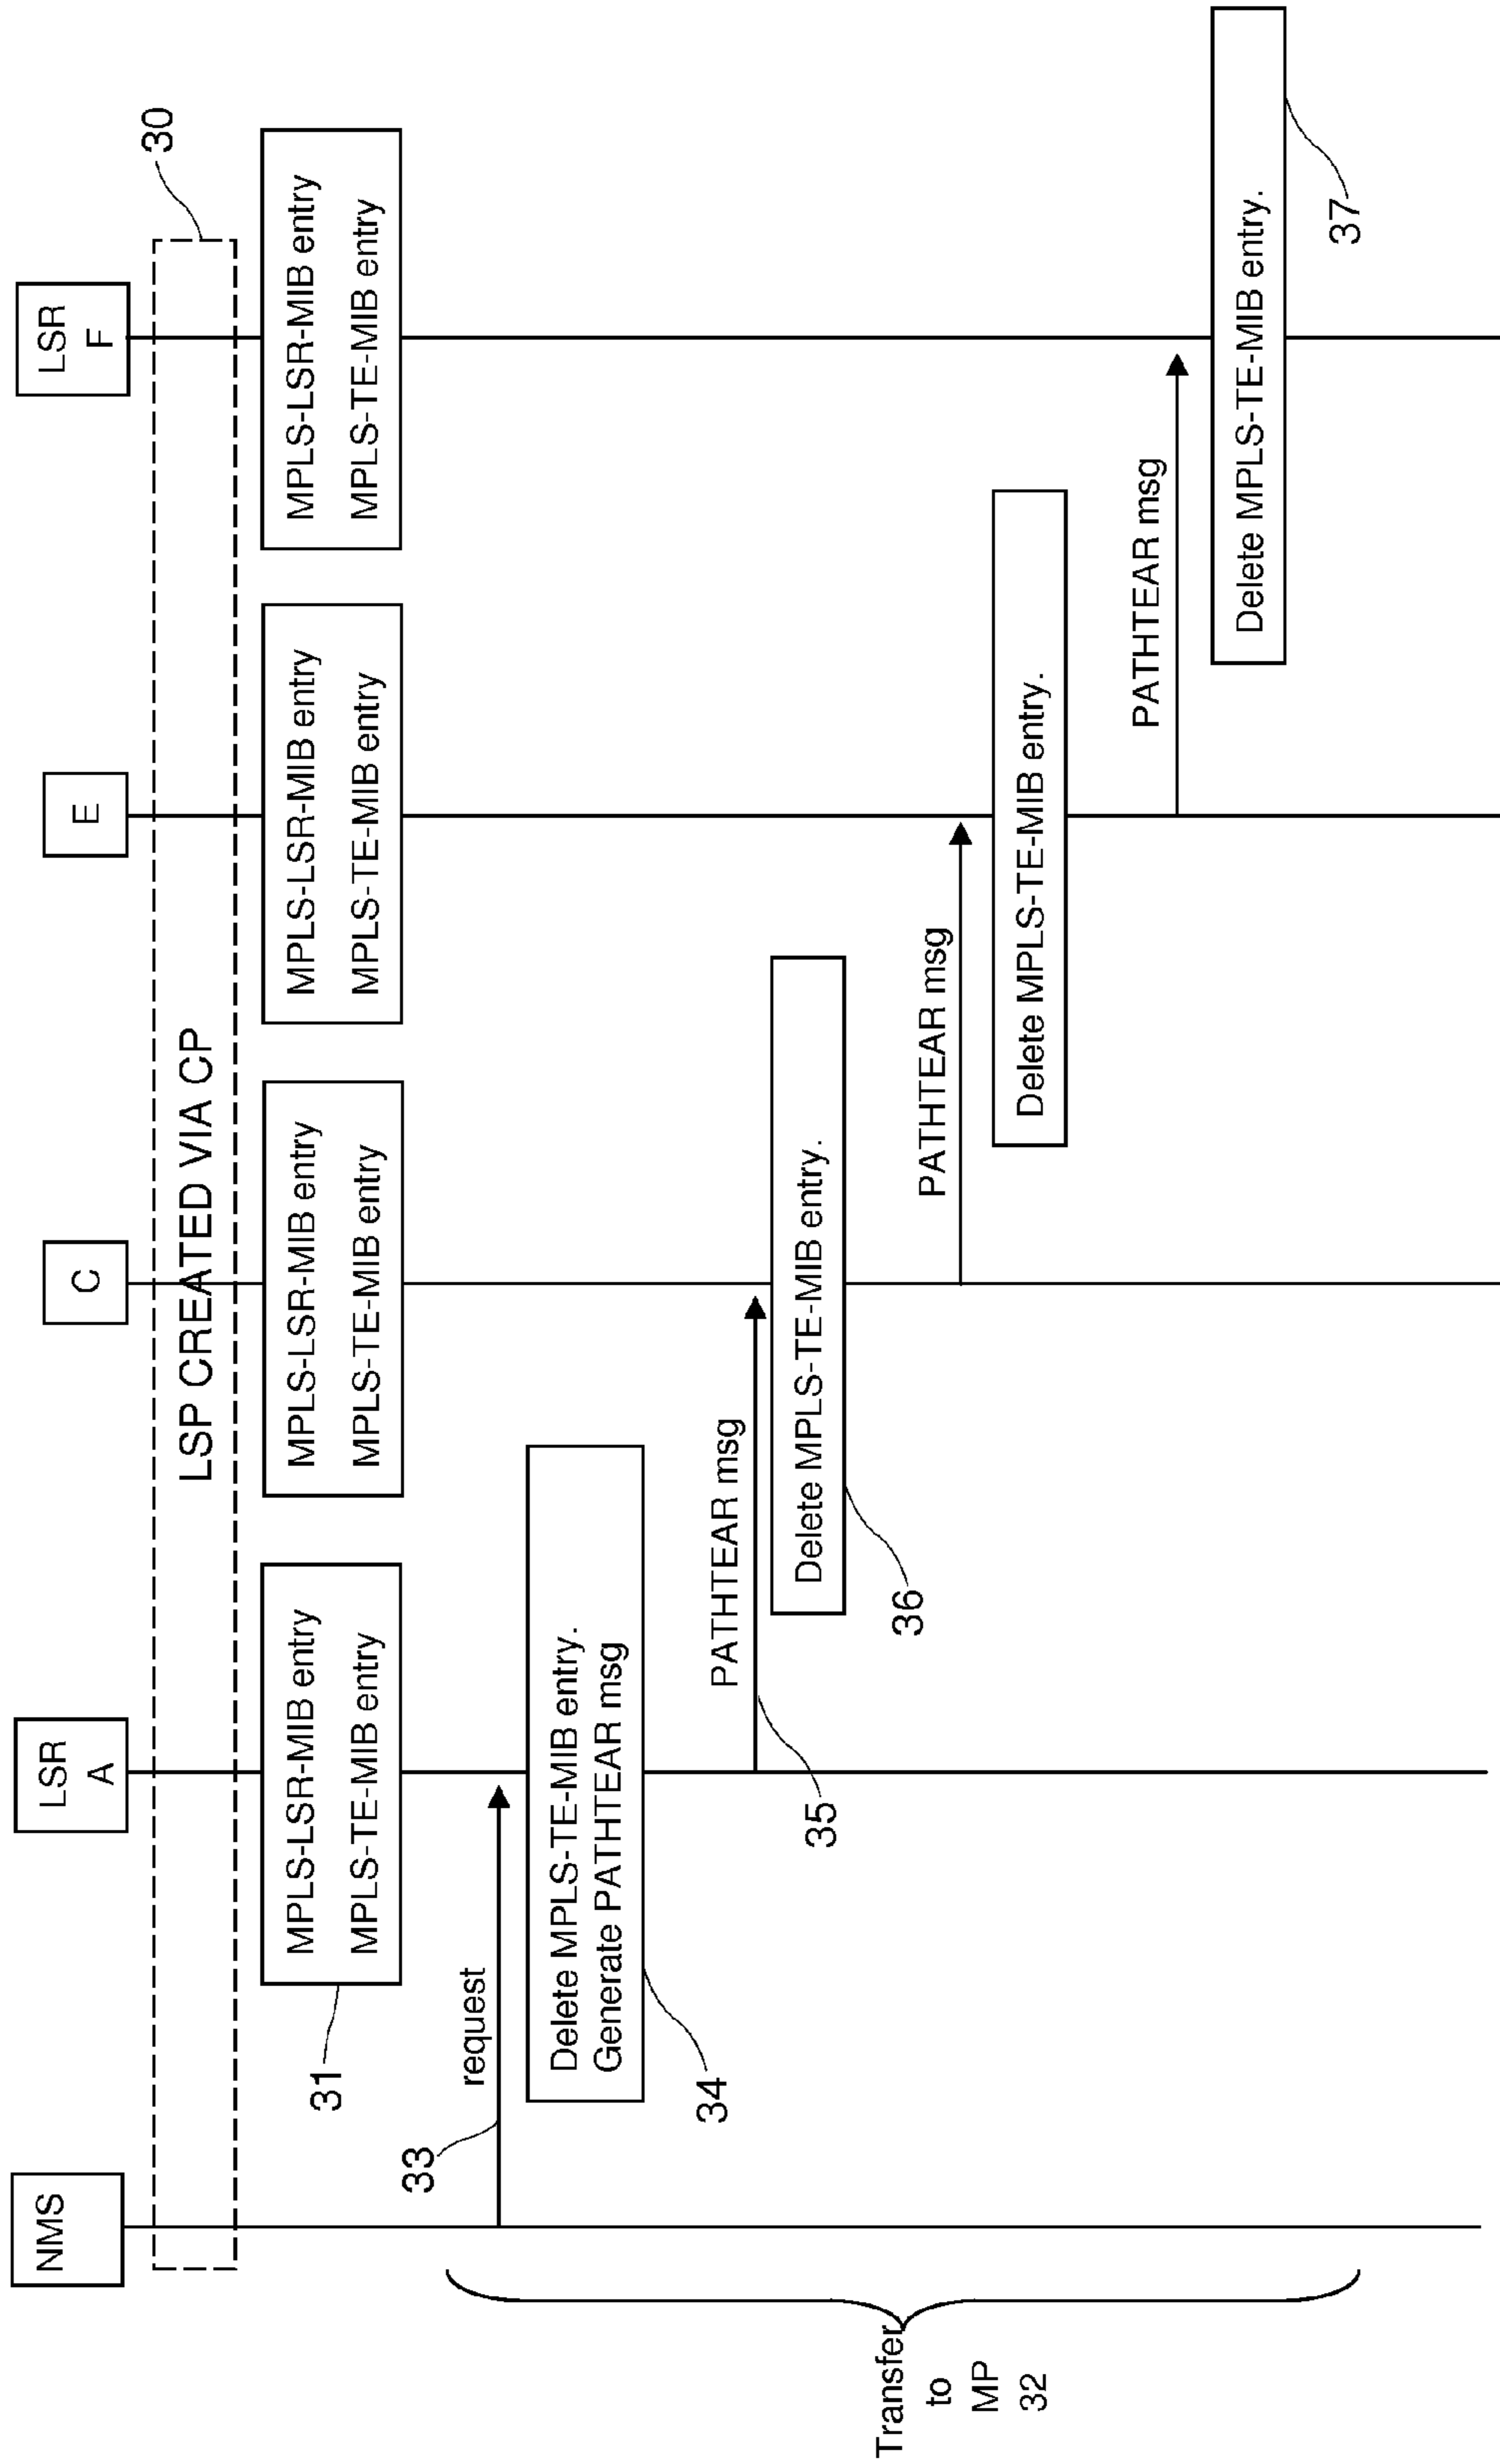 NMS
LSR
A
C
E
LSR
F
30
LSP CREATED VIA CP
31
MPLS-LSR-MIB entry
MPLS-TE-MIB entry
MPLS-LSR-MIB entry
MPLS-TE-MIB entry
MPLS-LSR-MIB entry
MPLS-TE-MIB entry
MPLS-LSR-MIB entry
MPLS-TE-MIB entry
33
request
Delete MPLS-TE-MIB entry.
Generate PATHTEAR msg
34
PATHTEAR msg
35
Delete MPLS-TE-MIB entry.
36
PATHTEAR msg
Delete MPLS-TE-MIB entry.
PATHTEAR msg
Delete MPLS-TE-MIB entry.
37
Transfer
to
MP
32